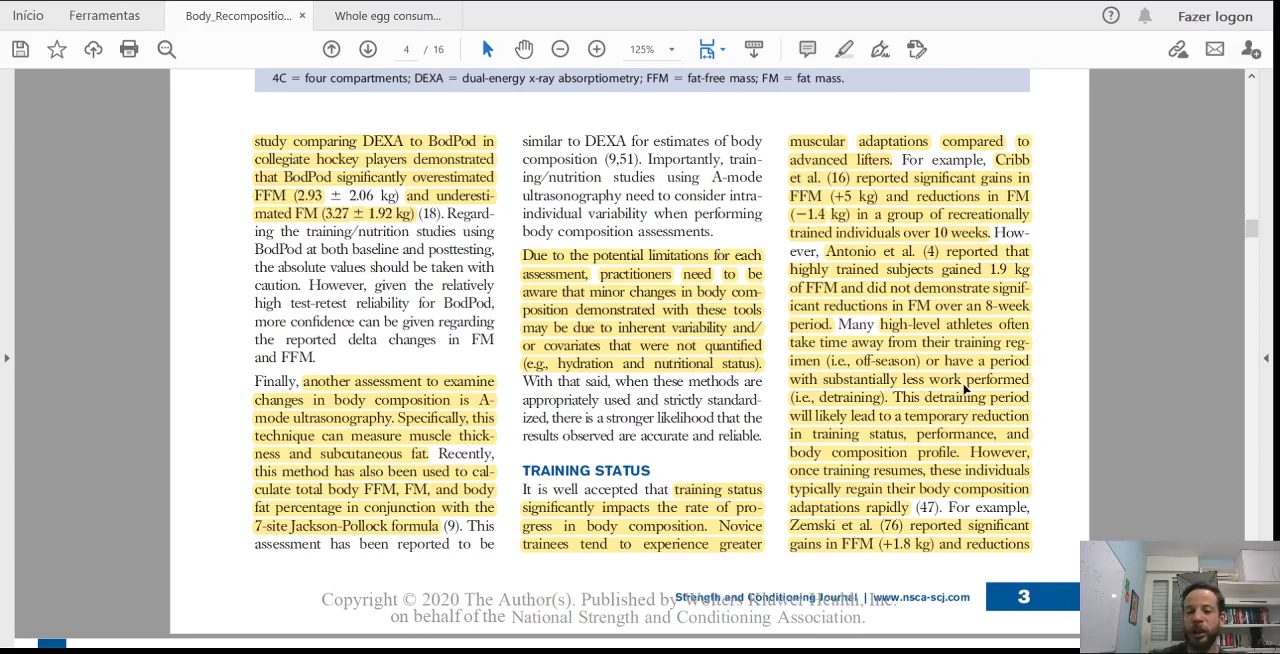 Início
Ferramentas
Body_Recompositio...
×
Whole egg consum...
Fazer logon
4 / 16
125%
4C = four compartments; DEXA = dual-energy x-ray absorptiometry; FFM = fat-free mass; FM = fat mass.
study comparing DEXA to BodPod in
collegiate hockey players demonstrated
that BodPod significantly overestimated
FFM (2.93 ± 2.06 kg) and underesti-
mated FM (3.27 ± 1.92 kg) (18). Regard-
ing the training/nutrition studies using
BodPod at both baseline and posttesting,
the absolute values should be taken with
caution. However, given the relatively
high test-retest reliability for BodPod,
more confidence can be given regarding
the reported delta changes in FM
and FFM.
Finally, another assessment to examine
changes in body composition is A-
mode ultrasonography. Specifically, this
technique can measure muscle thick-
ness and subcutaneous fat. Recently,
this method has also been used to cal-
culate total body FFM, FM, and body
fat percentage in conjunction with the
7-site Jackson-Pollock formula (9). This
assessment has been reported to be
similar to DEXA for estimates of body
composition (9,51). Importantly, train-
ing/nutrition studies using A-mode
ultrasonography need to consider intra-
individual variability when performing
body composition assessments.
Due to the potential limitations for each
assessment, practitioners need to be
aware that minor changes in body com-
position demonstrated with these tools
may be due to inherent variability and/
or covariates that were not quantified
(e.g., hydration and nutritional status).
With that said, when these methods are
appropriately used and strictly standard-
ized, there is a stronger likelihood that the
results observed are accurate and reliable.
TRAINING STATUS
It is well accepted that training status
significantly impacts the rate of pro-
gress in body composition. Novice
trainees tend to experience greater
muscular adaptations compared to
advanced lifters. For example, Cribb
et al. (16) reported significant gains in
FFM (+5 kg) and reductions in FM
(−1.4 kg) in a group of recreationally
trained individuals over 10 weeks. How-
ever, Antonio et al. (4) reported that
highly trained subjects gained 1.9 kg
of FFM and did not demonstrate signif-
icant reductions in FM over an 8-week
period. Many high-level athletes often
take time away from their training reg-
imen (i.e., off-season) or have a period
with substantially less work performed
(i.e., detraining). This detraining period
will likely lead to a temporary reduction
in training status, performance, and
body composition profile. However,
once training resumes, these individuals
typically regain their body composition
adaptations rapidly (47). For example,
Zemski et al. (76) reported significant
gains in FFM (+1.8 kg) and reductions
Strength and Conditioning Journal | www.nsca-scj.com
3
Copyright © 2020 The Author(s). Published by Wolters Kluwer Health, Inc.
on behalf of the National Strength and Conditioning Association.